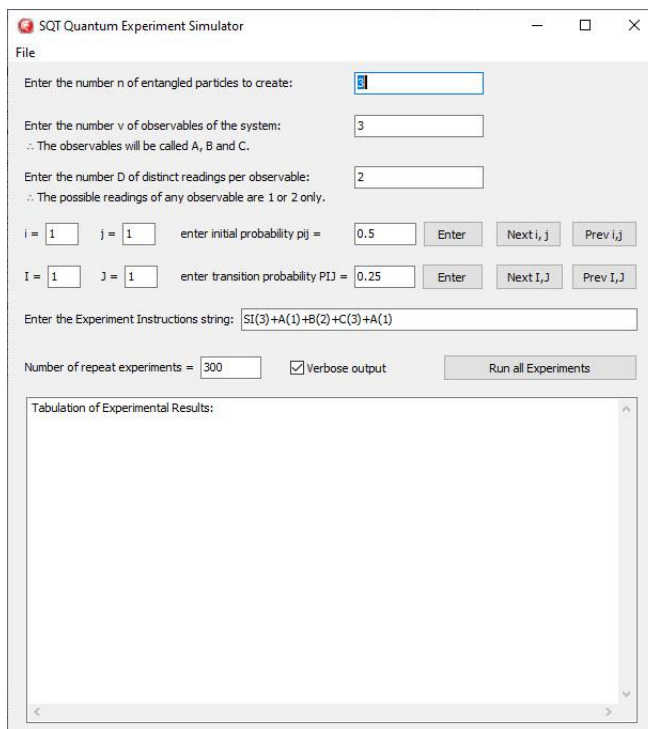 SQT Quantum Experiment Simulator
File
Enter the number n of entangled particles to create: 3
Enter the number v of observables of the system: 3
∴ The observables will be called A, B and C.
Enter the number D of distinct readings per observable: 2
∴ The possible readings of any observable are 1 or 2 only.
i = 1 j = 1 enter initial probability pij = 0.5 Enter Next i, j Prev i,j
I = 1 J = 1 enter transition probability PIJ = 0.25 Enter Next I,J Prev I,J
Enter the Experiment Instructions string: SI(3)+A(1)+B(2)+C(3)+A(1)
Number of repeat experiments = 300 Verbose output Run all Experiments
Tabulation of Experimental Results: